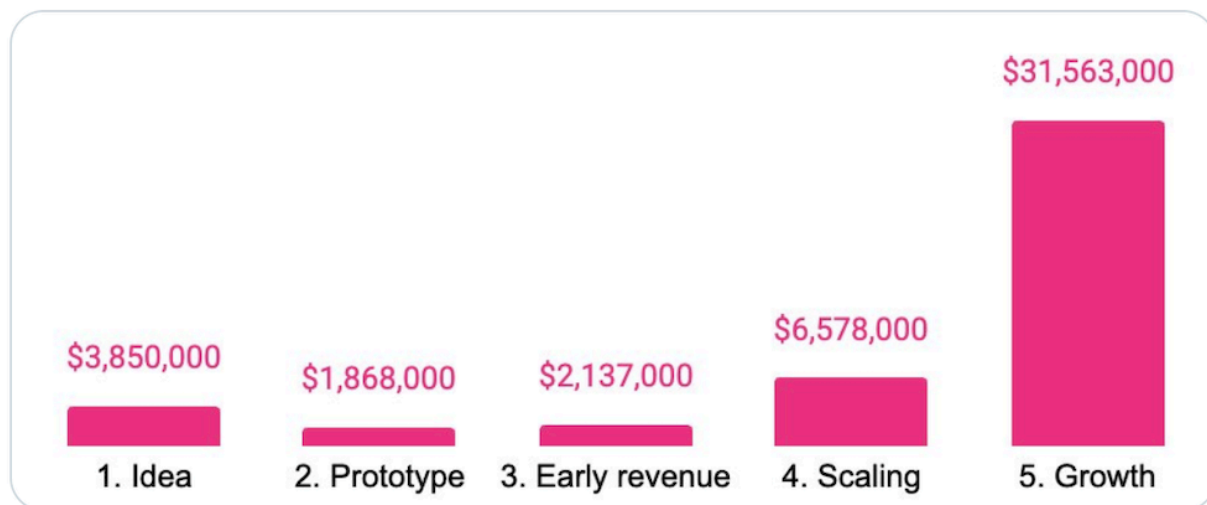 $31,563,000
$6,578,000
$3,850,000
$1,868,000
$2,137,000
1. Idea
2. Prototype
3. Early revenue
4. Scaling
5. Growth